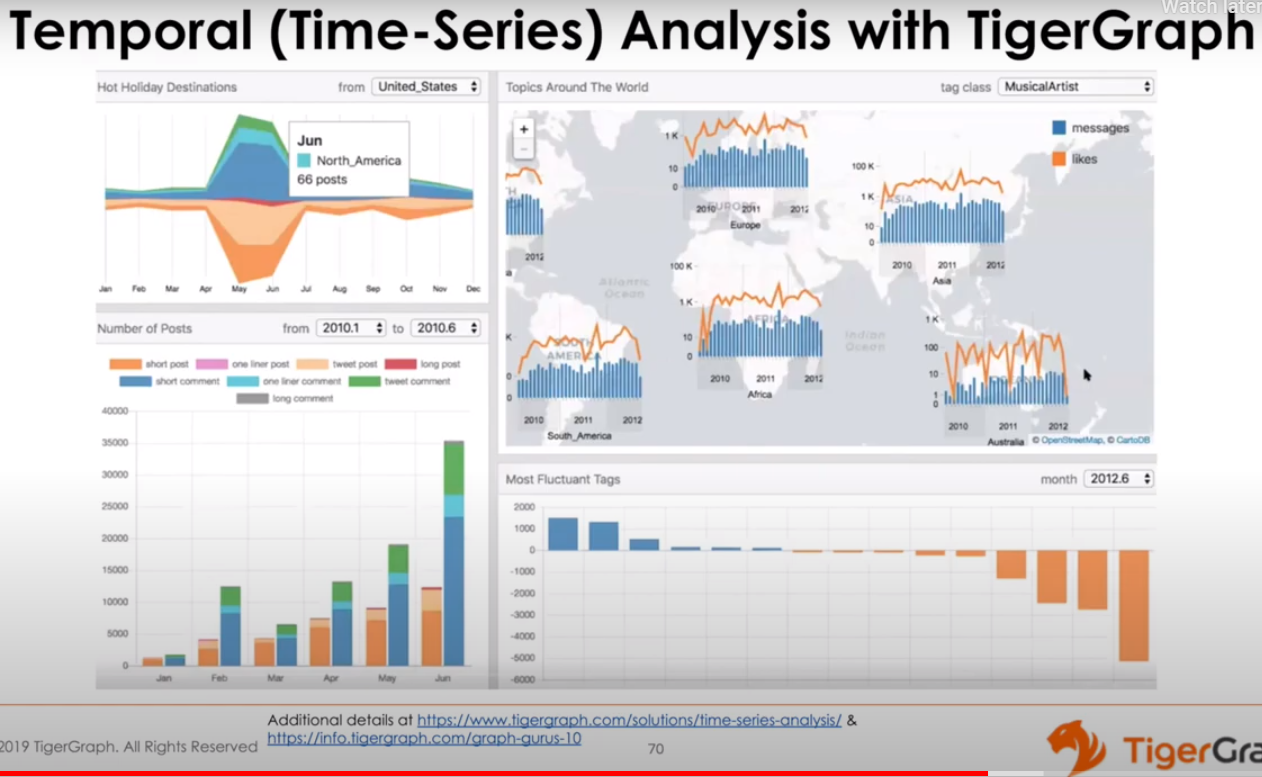 Watch later
Temporal (Time-Series) Analysis with TigerGraph
Hot Holiday Destinations from United_States
Jun
North_America
66 posts
Jan Feb Mar Apr May Jun Jul Aug Sep Oct Nov Dec
Number of Posts from 2010.1 to 2010.6
short post one liner post tweet post long post
short comment one liner comment tweet comment
long comment
40000
35000
30000
25000
20000
15000
10000
5000
0
Jan Feb Mar Apr May Jun
Topics Around The World tag class MusicalArtist
+
−
messages
likes
H
2012
a
Atlantic
Ocean
1 K
10
0
EUROPE
2010 2011 2012
Europe
100 K
1 K
10
0
ASIA
2010 2011 2012
Asia
K
0
0
SOUTH
AMERICA
2010 2011 2012
South_America
100 K
1 K
10
0
AFRICA
2010 2011 2012
Africa
Indian
Ocean
1 K
100
10
1
0
2010 2011 2012
Australia © OpenStreetMap, © CartoDB
Most Fluctuant Tags month 2012.6
2000
1000
0
-1000
-2000
-3000
-4000
-5000
-6000
Additional details at https://www.tigergraph.com/solutions/time-series-analysis/ &
https://info.tigergraph.com/graph-gurus-10
2019 TigerGraph. All Rights Reserved
70
TigerGra